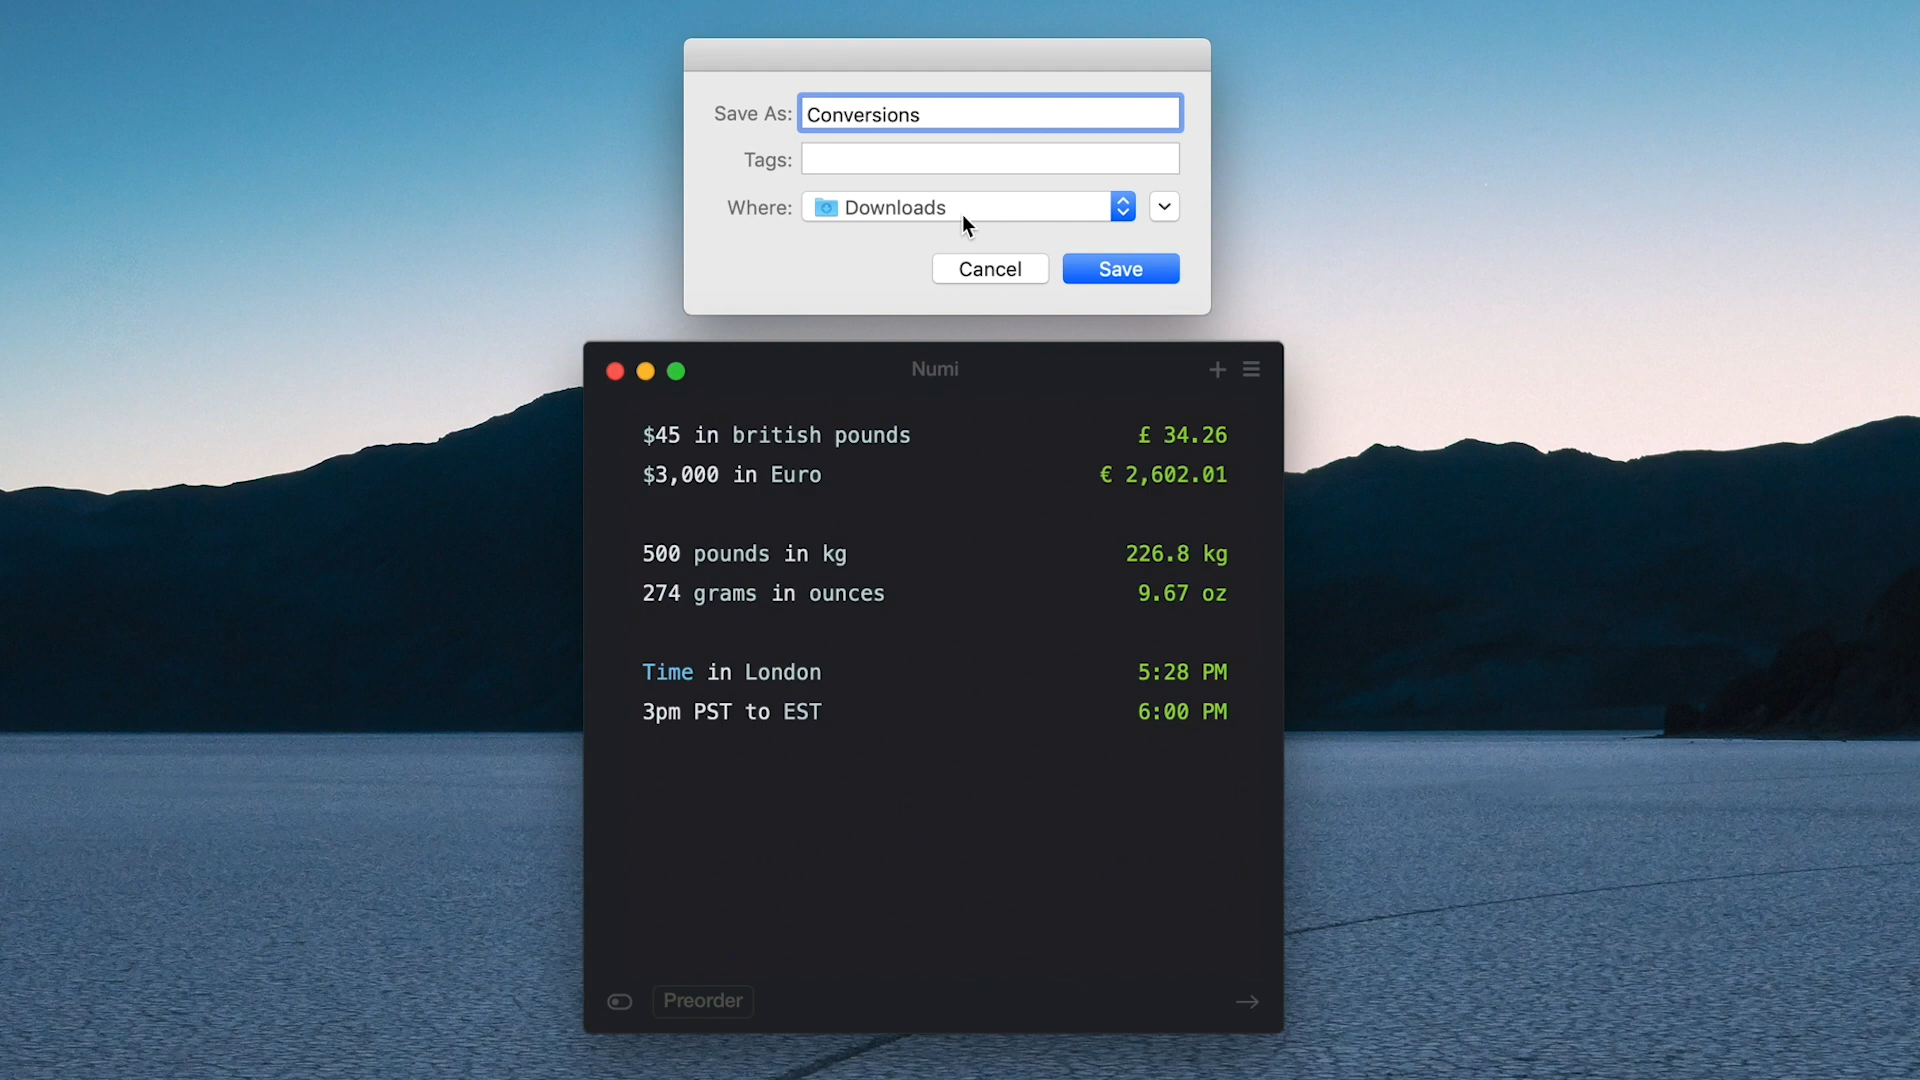 Save As: Conversions
Tags:
Where: Downloads
Cancel Save
Numi
$45 in british pounds £ 34.26
$3,000 in Euro € 2,602.01
500 pounds in kg 226.8 kg
274 grams in ounces 9.67 oz
Time in London 5:28 PM
3pm PST to EST 6:00 PM
Preorder